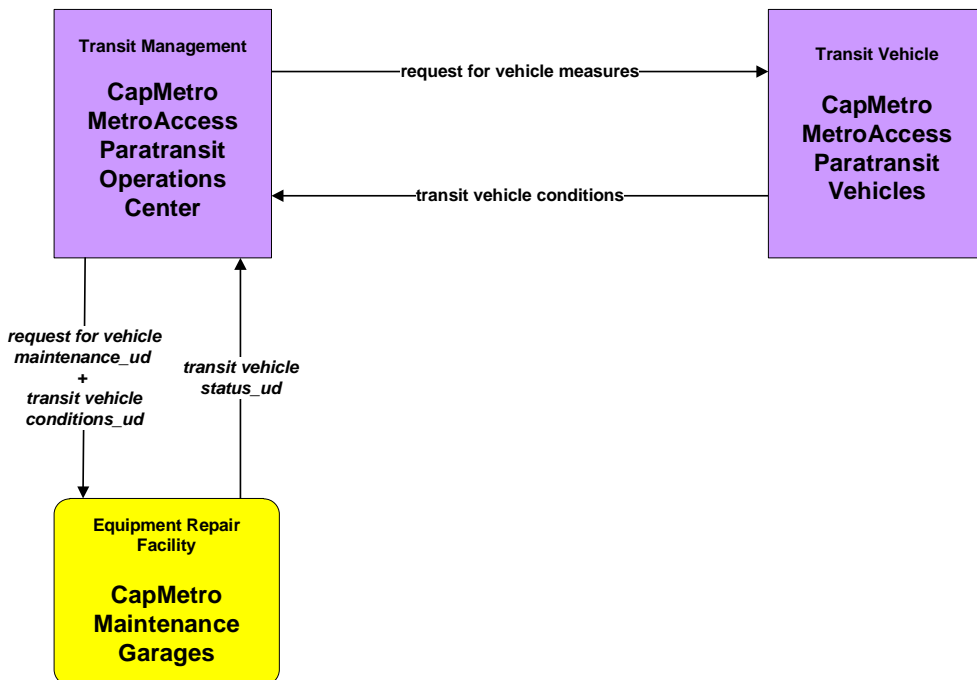 Transit Management
CapMetro
MetroAccess
Paratransit
Operations
Center
request for vehicle measures
Transit Vehicle
CapMetro
MetroAccess
Paratransit
Vehicles
transit vehicle conditions
request for vehicle
maintenance_ud
+
transit vehicle
conditions_ud
transit vehicle
status_ud
Equipment Repair
Facility
CapMetro
Maintenance
Garages